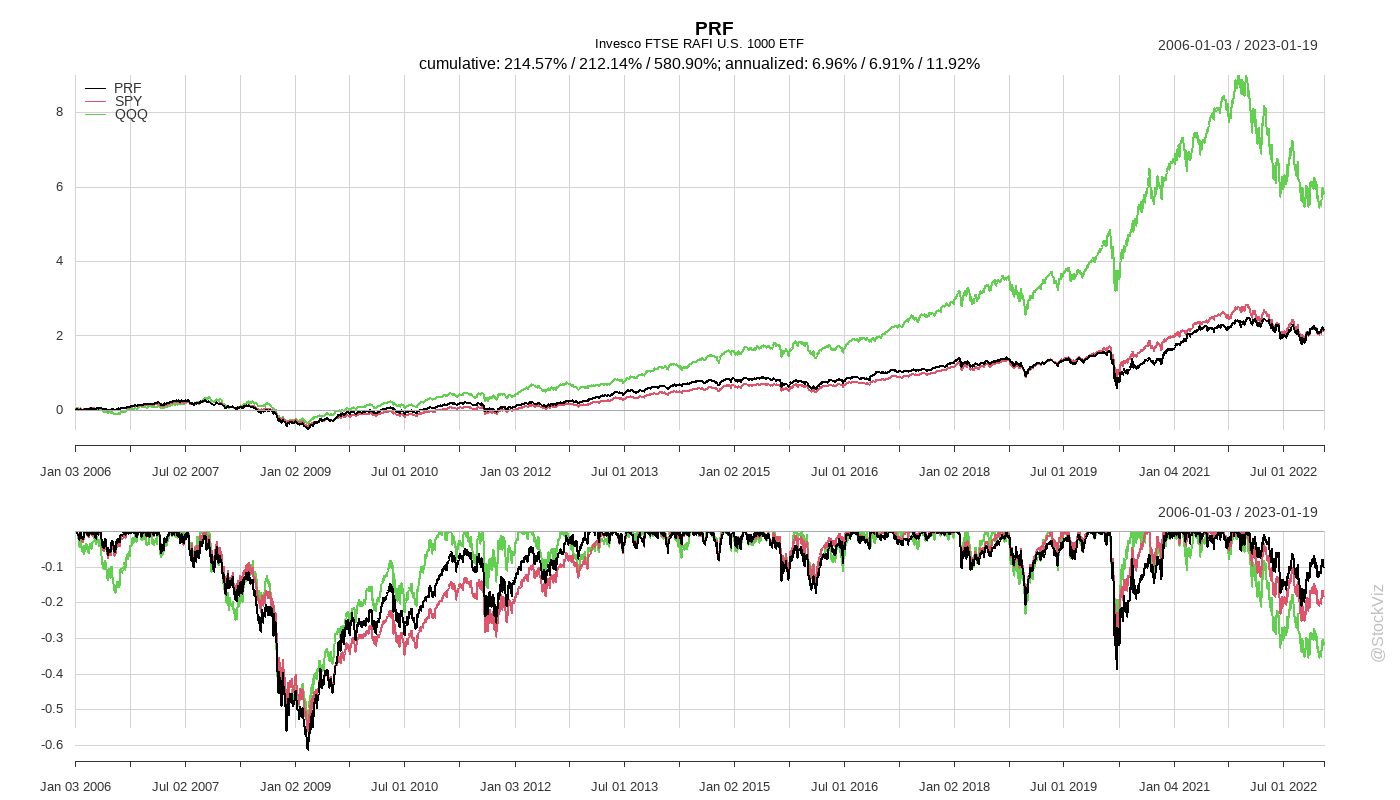 PRF
Invesco FTSE RAFI U.S. 1000 ETF
2006-01-03 / 2023-01-19
cumulative: 214.57% / 212.14% / 580.90%; annualized: 6.96% / 6.91% / 11.92%
PRF
SPY
QQQ
8
6
4
2
0
Jan 03 2006 Jul 02 2007 Jan 02 2009 Jul 01 2010 Jan 03 2012 Jul 01 2013 Jan 02 2015 Jul 01 2016 Jan 02 2018 Jul 01 2019 Jan 04 2021 Jul 01 2022
2006-01-03 / 2023-01-19
-0.1
-0.2
-0.3
-0.4
-0.5
-0.6
Jan 03 2006 Jul 02 2007 Jan 02 2009 Jul 01 2010 Jan 03 2012 Jul 01 2013 Jan 02 2015 Jul 01 2016 Jan 02 2018 Jul 01 2019 Jan 04 2021 Jul 01 2022
@StockViz